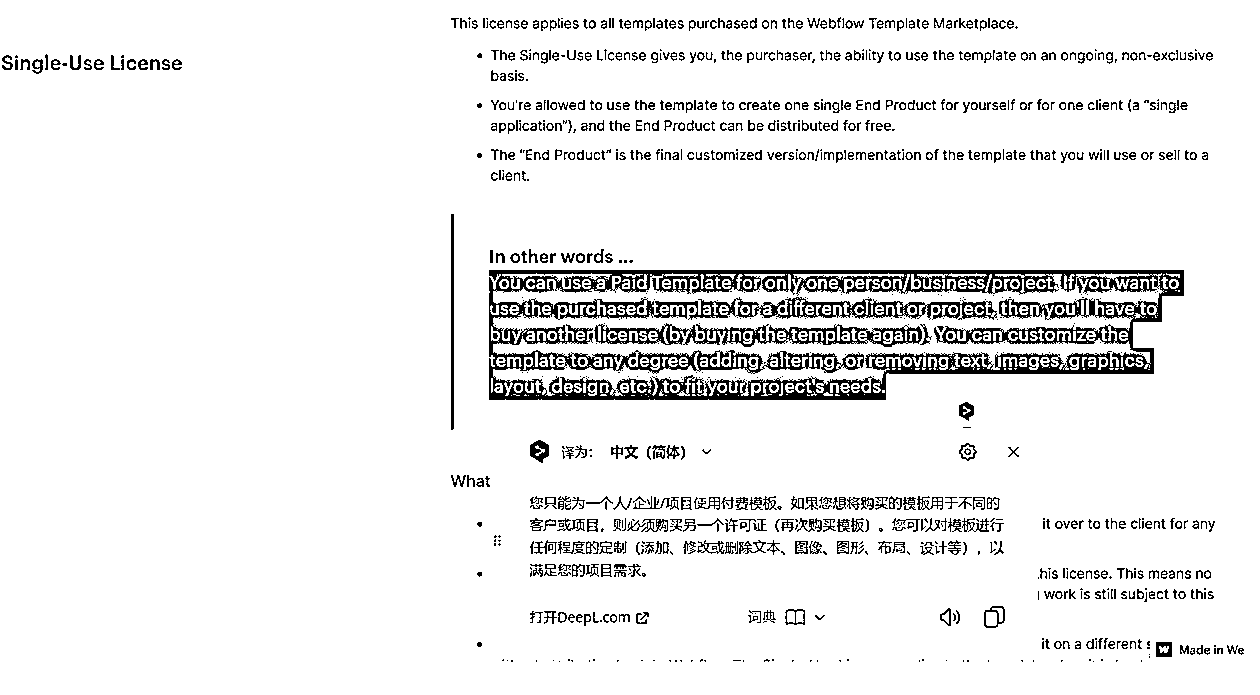 This license applies to all templates purchased on the Webflow Template Marketplace.
Single-Use License
• The Single-Use License gives you, the purchaser, the ability to use the template on an ongoing, non-exclusive
basis.
• You're allowed to use the template to create one single End Product for yourself or for one client (a “single
application”), and the End Product can be distributed for free.
• The “End Product” is the final customized version/implementation of the template that you will use or sell to a
client.
In other words ...
You can use a Paid Template for only one person/business/project. If you want to
use the purchased template for a different client or project, then you'll have to
buy another license (by buying the template again). You can customize the
template to any degree (adding, altering, or removing text, images, graphics,
layout, design, etc.) to fit your project's needs.
译为: 中文 (简体)
What
您只能为一个人/企业/项目使用付费模板。如果您想将购买的模板用于不同的
客户或项目，则必须购买另一个许可证（再次购买模板）。您可以对模板进行
任何程度的定制（添加、修改或删除文本、图像、图形、布局、设计等），以
满足您的项目需求。
it over to the client for any
his license. This means no
work is still subject to this
打开DeepL.com 词典
it on a different
Made in We